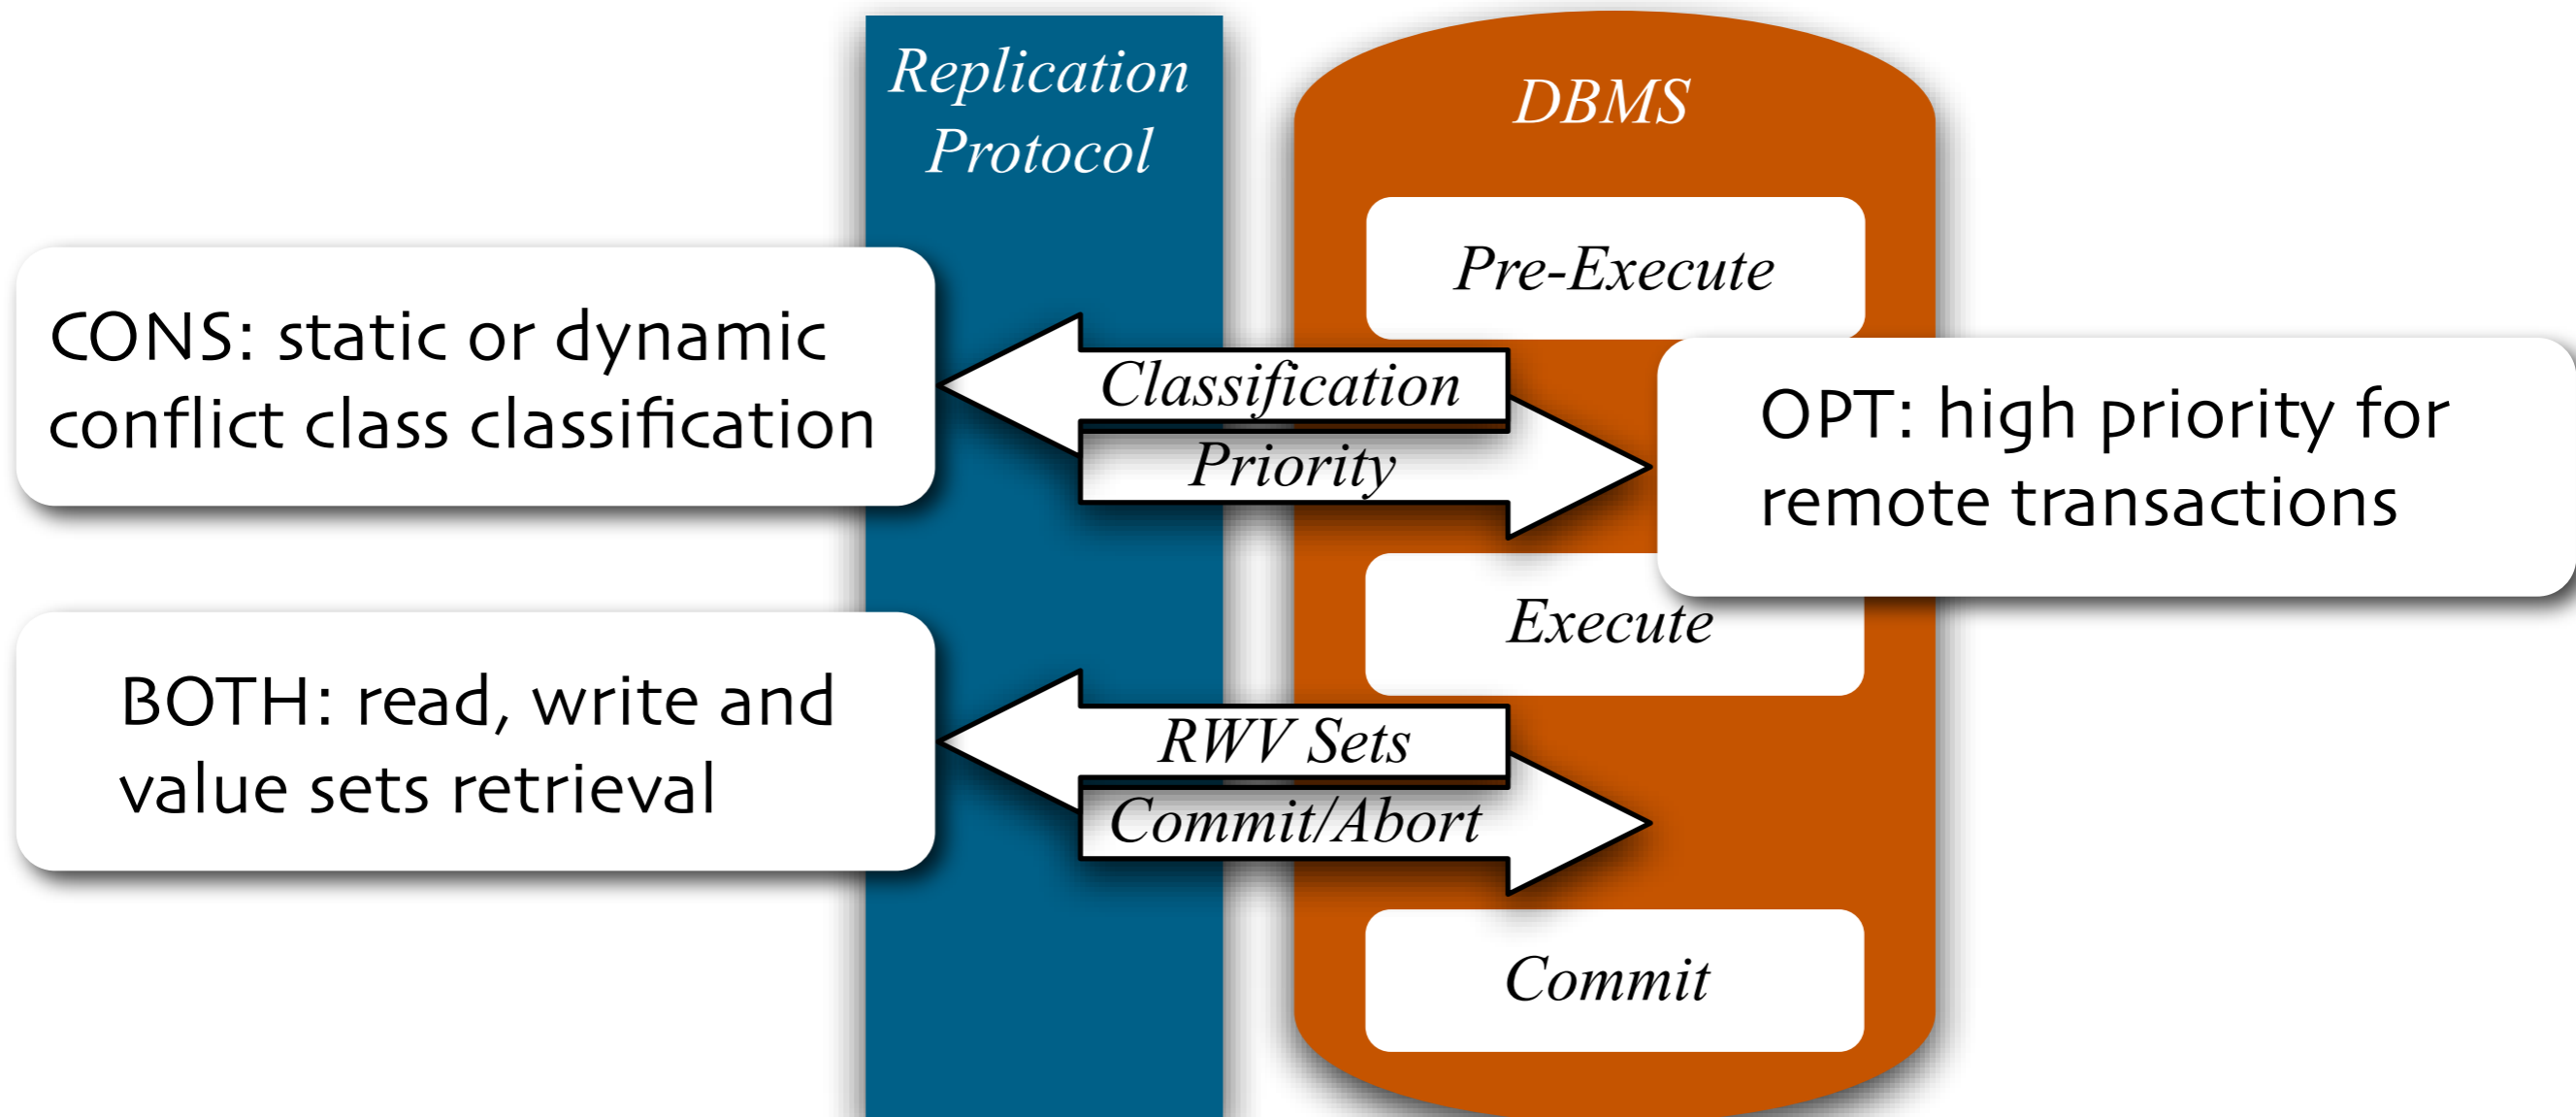 Replication
Protocol
DBMS
Pre-Execute
CONS: static or dynamic
conflict class classification
Classification
Priority
OPT: high priority for
remote transactions
Execute
BOTH: read, write and
value sets retrieval
RWV Sets
Commit/Abort
Commit